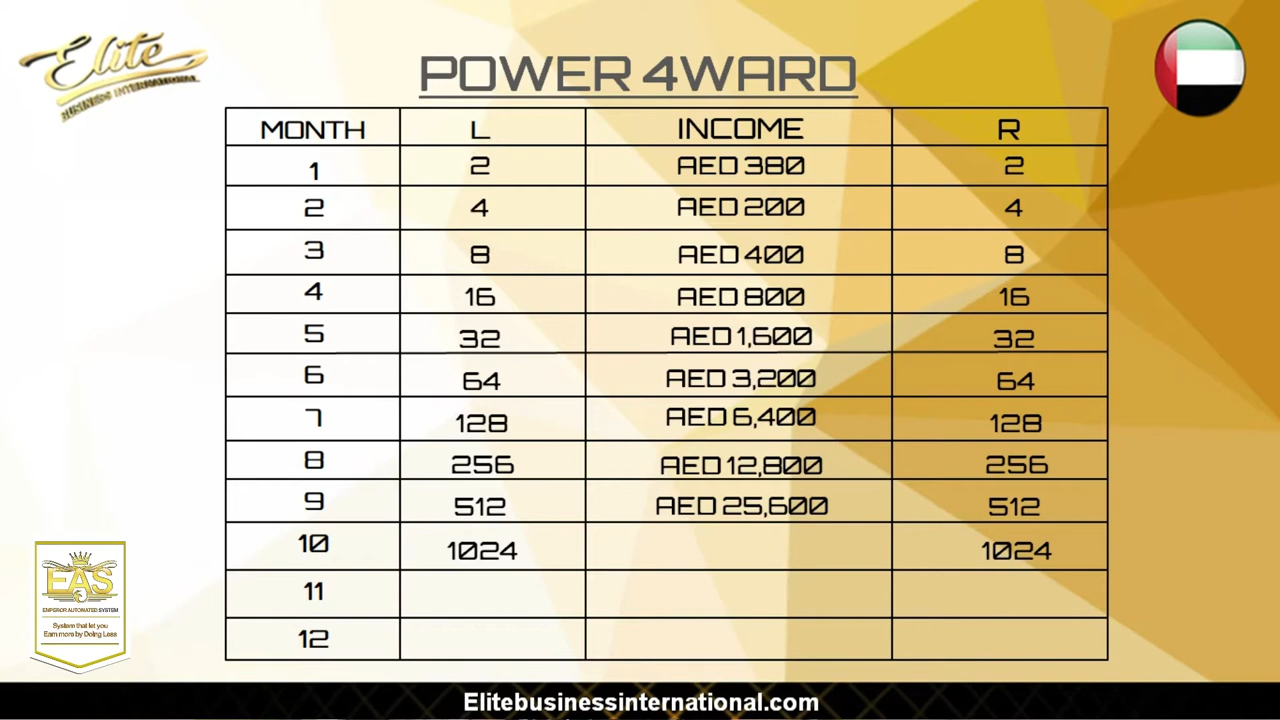 Elite
BUSINESS INTERNATIONAL
POWER 4WARD
MONTH L INCOME R
1 2 AED 380 2
2 4 AED 200 4
3 8 AED 400 8
4 16 AED 800 16
5 32 AED 1,600 32
6 64 AED 3,200 64
7 128 AED 6,400 128
8 256 AED 12,800 256
9 512 AED 25,600 512
10 1024 1024
11
12
EAS
EMPEROR AUTOMATED SYSTEM
System that let you
Earn more by Doing Less
Elitebusinessinternational.com